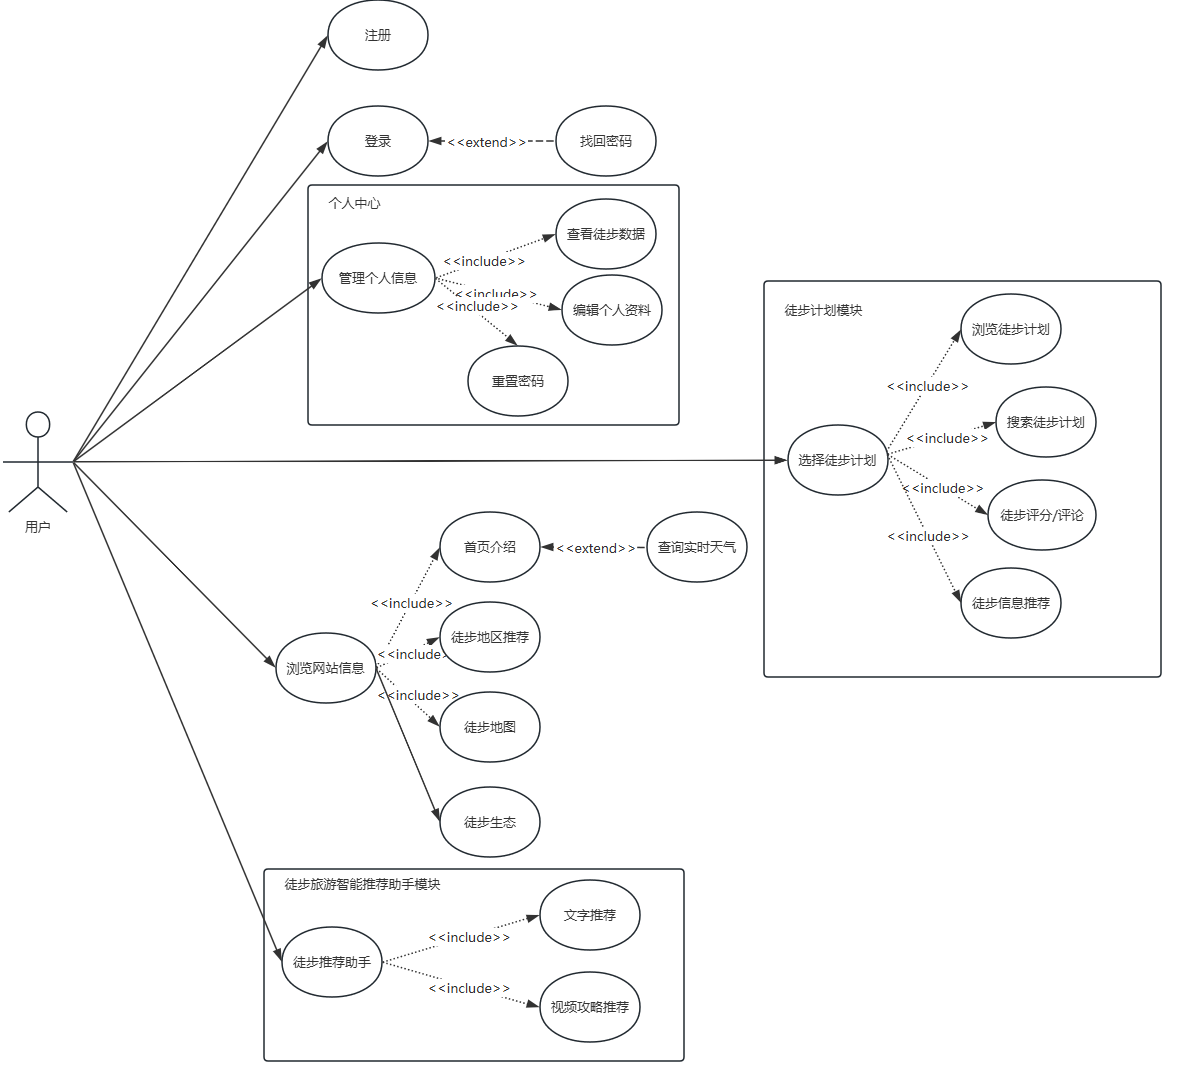 注册
登录
<<extend>>
找回密码
个人中心
管理个人信息
<<include>>
查看徒步数据
<<include>>
编辑个人资料
<<include>>
重置密码
徒步计划模块
浏览徒步计划
<<include>>
搜索徒步计划
<<include>>
选择徒步计划
<<include>>
徒步评分/评论
<<include>>
徒步信息推荐
用户
首页介绍
<<extend>>
查询实时天气
<<include>>
徒步地区推荐
<<include>
浏览网站信息
<<include>>
徒步地图
徒步生态
徒步旅游智能推荐助手模块
文字推荐
<<include>>
徒步推荐助手
<<include>>
视频攻略推荐